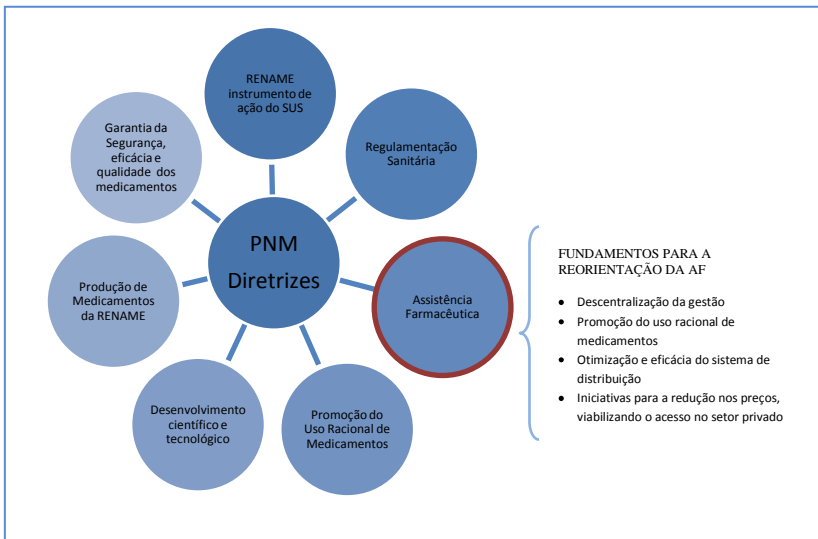 RENAME
instrumento de
ação do SUS
Garantia da
Segurança,
eficácia e
qualidade dos
medicamentos
Regulamentação
Sanitária
PNM
Diretrizes
Produção de
Medicamentos
da RENAME
Assistência
Farmacêutica
Desenvolvimento
científico e
tecnológico
Promoção do
Uso Racional de
Medicamentos
FUNDAMENTOS PARA A
REORIENTAÇÃO DA AF
• Descentralização da gestão
• Promoção do uso racional de
medicamentos
• Otimização e eficácia do sistema de
distribuição
• Iniciativas para a redução nos preços,
viabilizando o acesso no setor privado